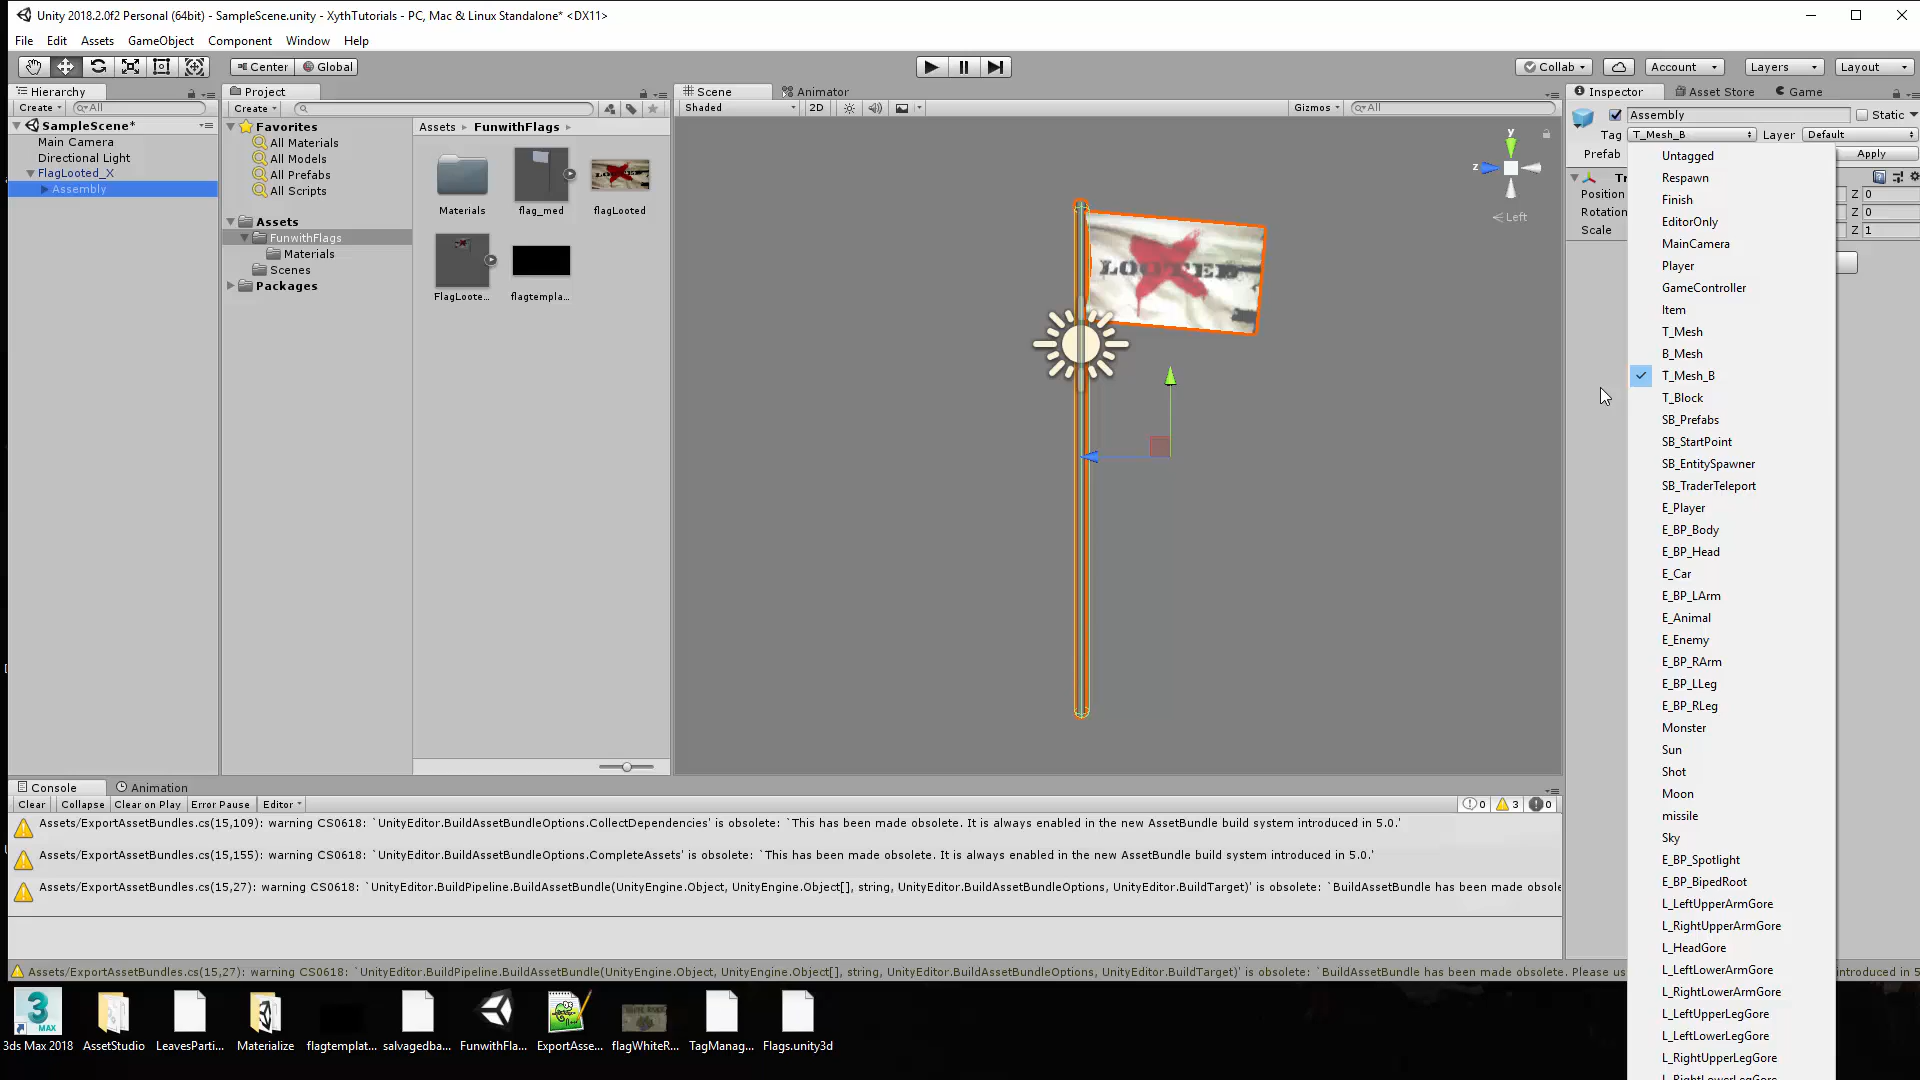 Unity 2018.2.0f2 Personal (64bit) - SampleScene.unity - XythTutorials - PC, Mac & Linux Standalone* <DX11>
File Edit Assets GameObject Component Window Help
Center Global Collab Account Layers Layout
Hierarchy Project Scene Animator Inspector Asset Store Game
Create All Create Shaded 2D Gizmos All
SampleScene*
Main Camera
Directional Light
FlagLooted_X
Assembly
Favorites
All Materials
All Models
All Prefabs
All Scripts
Assets
FunwithFlags
Materials
Scenes
Packages
Assets FunwithFlags
Materials flag_med flagLooted
FlagLoote... flagtempla...
y
z
Left
LOOTED
Assembly Static
Tag T_Mesh_B Layer Default
Prefab Apply
Tr
Position Z 0
Rotation Z 0
Scale Z 1
Untagged
Respawn
Finish
EditorOnly
MainCamera
Player
GameController
Item
T_Mesh
B_Mesh
T_Mesh_B
T_Block
SB_Prefabs
SB_StartPoint
SB_EntitySpawner
SB_TraderTeleport
E_Player
E_BP_Body
E_BP_Head
E_Car
E_BP_LArm
E_Animal
E_Enemy
E_BP_RArm
E_BP_LLeg
E_BP_RLeg
Monster
Sun
Shot
Moon
missile
Sky
E_BP_Spotlight
E_BP_BipedRoot
L_LeftUpperArmGore
L_RightUpperArmGore
L_HeadGore
L_LeftLowerArmGore
L_RightLowerArmGore
L_LeftUpperLegGore
L_LeftLowerLegGore
L_RightUpperLegGore
L_RightLowerLegGore
Console Animation
Clear Collapse Clear on Play Error Pause Editor 0 3 0
Assets/ExportAssetBundles.cs(15,109): warning CS0618: `UnityEditor.BuildAssetBundleOptions.CollectDependencies' is obsolete: `This has been made obsolete. It is always enabled in the new AssetBundle build system introduced in 5.0.'
Assets/ExportAssetBundles.cs(15,155): warning CS0618: `UnityEditor.BuildAssetBundleOptions.CompleteAssets' is obsolete: `This has been made obsolete. It is always enabled in the new AssetBundle build system introduced in 5.0.'
Assets/ExportAssetBundles.cs(15,27): warning CS0618: `UnityEditor.BuildPipeline.BuildAssetBundle(UnityEngine.Object, UnityEngine.Object[], string, UnityEditor.BuildAssetBundleOptions, UnityEditor.BuildTarget)' is obsolete: `BuildAssetBundle has been made obsole
Assets/ExportAssetBundles.cs(15,27): warning CS0618: `UnityEditor.BuildPipeline.BuildAssetBundle(UnityEngine.Object, UnityEngine.Object[], string, UnityEditor.BuildAssetBundleOptions, UnityEditor.BuildTarget)' is obsolete: `BuildAssetBundle has been made obsolete. Please us introduced in 5
3 MAX
3ds Max 2018 AssetStudio LeavesParti... Materialize flagtemplat... salvagedba... FunwithFla... ExportAsse... flagWhiteR... TagManag... Flags.unity3d